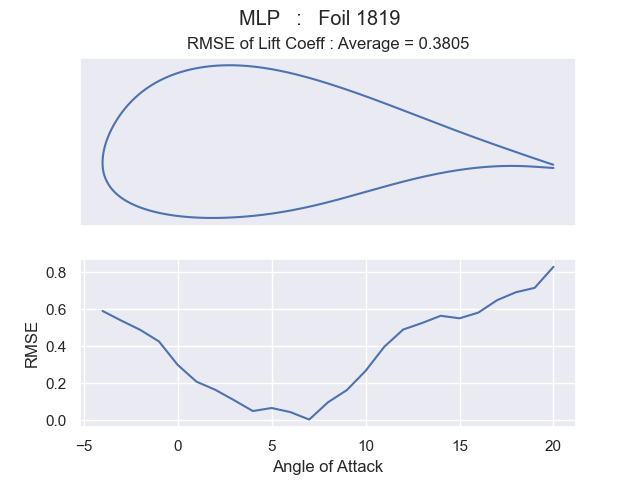 MLP : Foil 1819
RMSE of Lift Coeff : Average = 0.3805
0.8
0.6
0.4
0.2
0.0
RMSE
−5 0 5 10 15 20
Angle of Attack